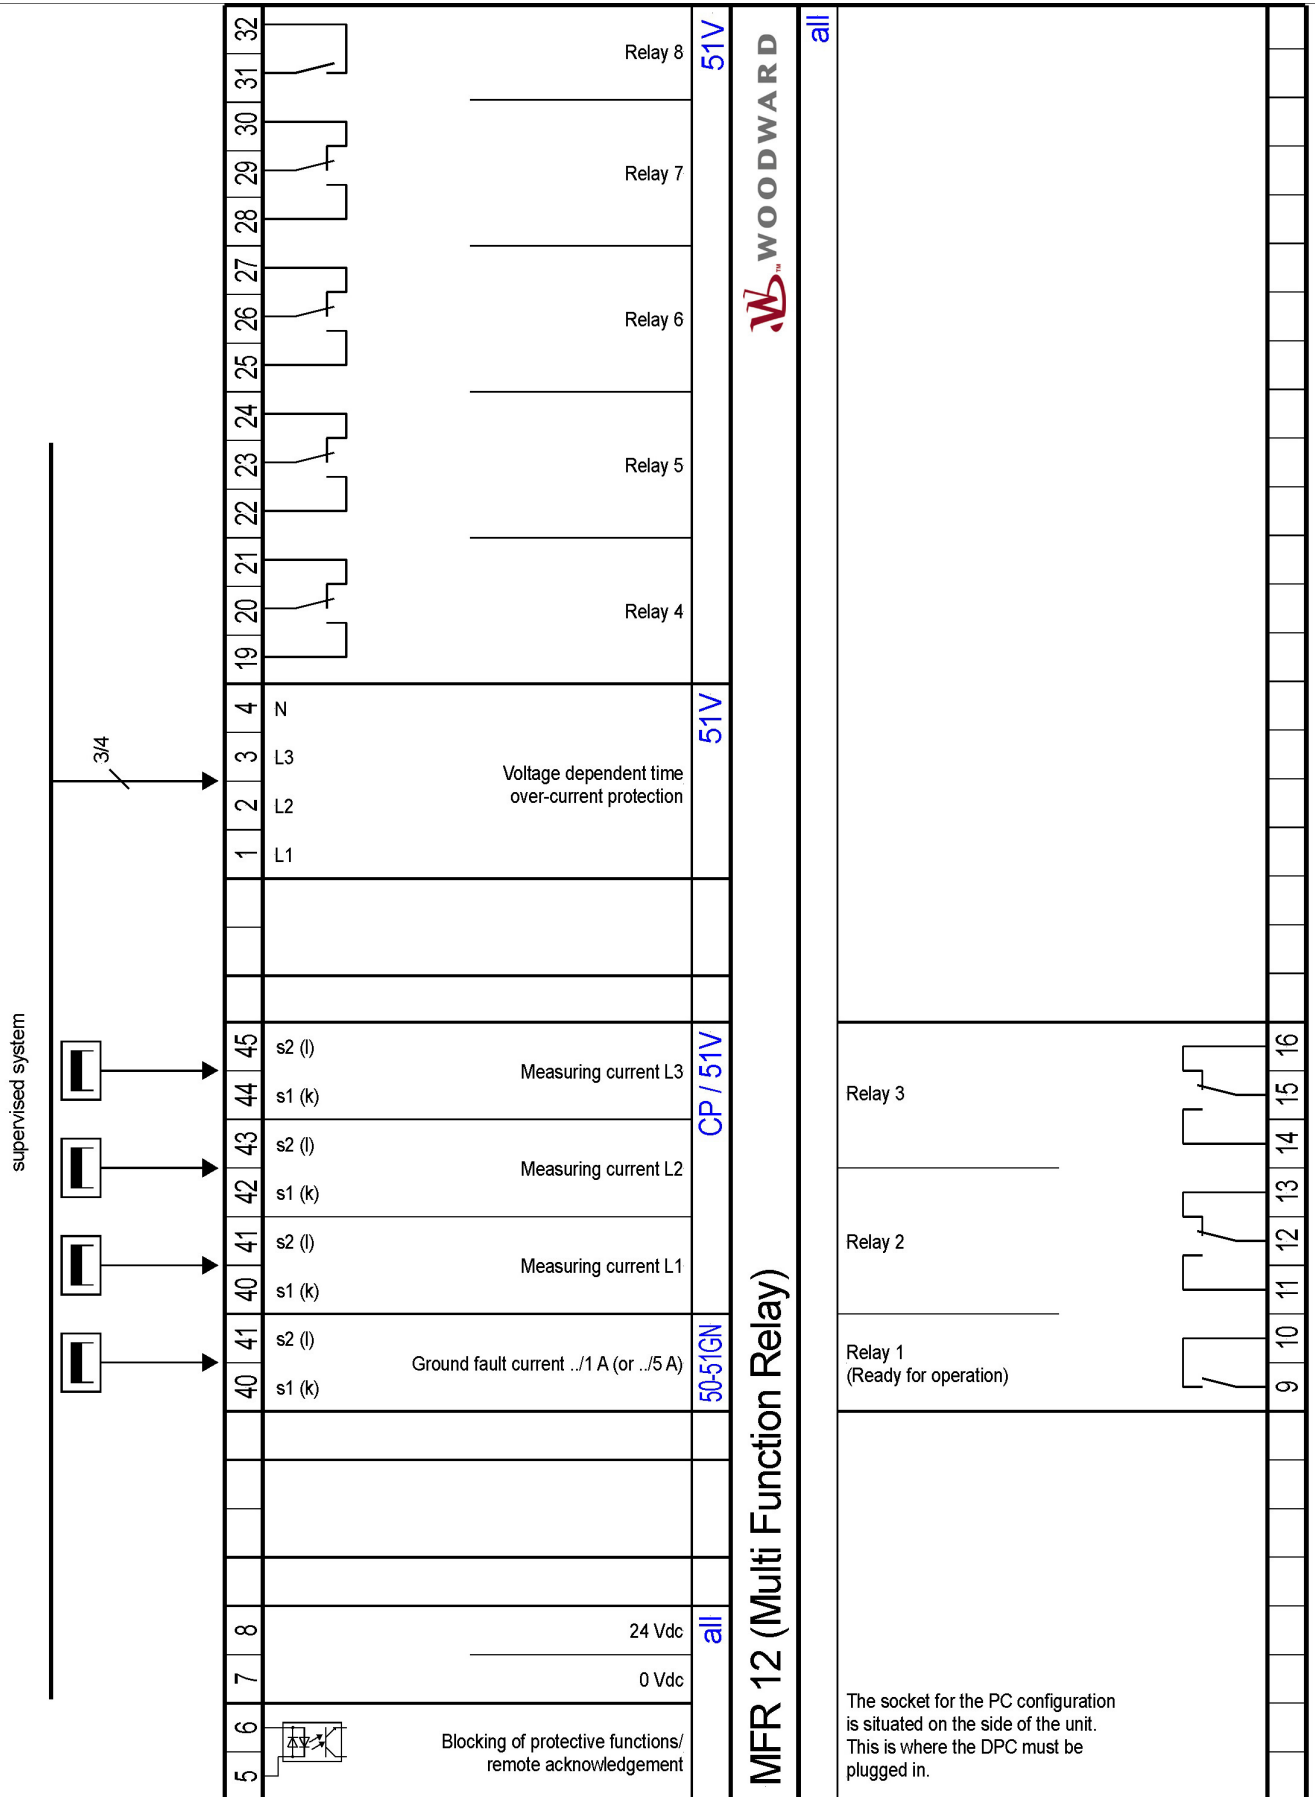 supervised system
3/4
32
31
Relay 8
30
29
28
Relay 7
27
26
25
Relay 6
24
23
22
Relay 5
21
20
19
Relay 4
51V
4 N
3 L3
2 L2
1 L1
Voltage dependent time
over-current protection
51V
45 s2 (l)
44 s1 (k)
Measuring current L3
43 s2 (l)
42 s1 (k)
Measuring current L2
41 s2 (l)
40 s1 (k)
Measuring current L1
CP / 51V
41 s2 (l)
40 s1 (k)
Ground fault current ../1 A (or ../5 A)
50-51GN
8 24 Vdc
7 0 Vdc
all
6
5
Blocking of protective functions/
remote acknowledgement
MFR 12 (Multi Function Relay)
WOODWARD
TM
all
Relay 3
16
15
14
Relay 2
13
12
11
Relay 1
(Ready for operation)
10
9
The socket for the PC configuration
is situated on the side of the unit.
This is where the DPC must be
plugged in.